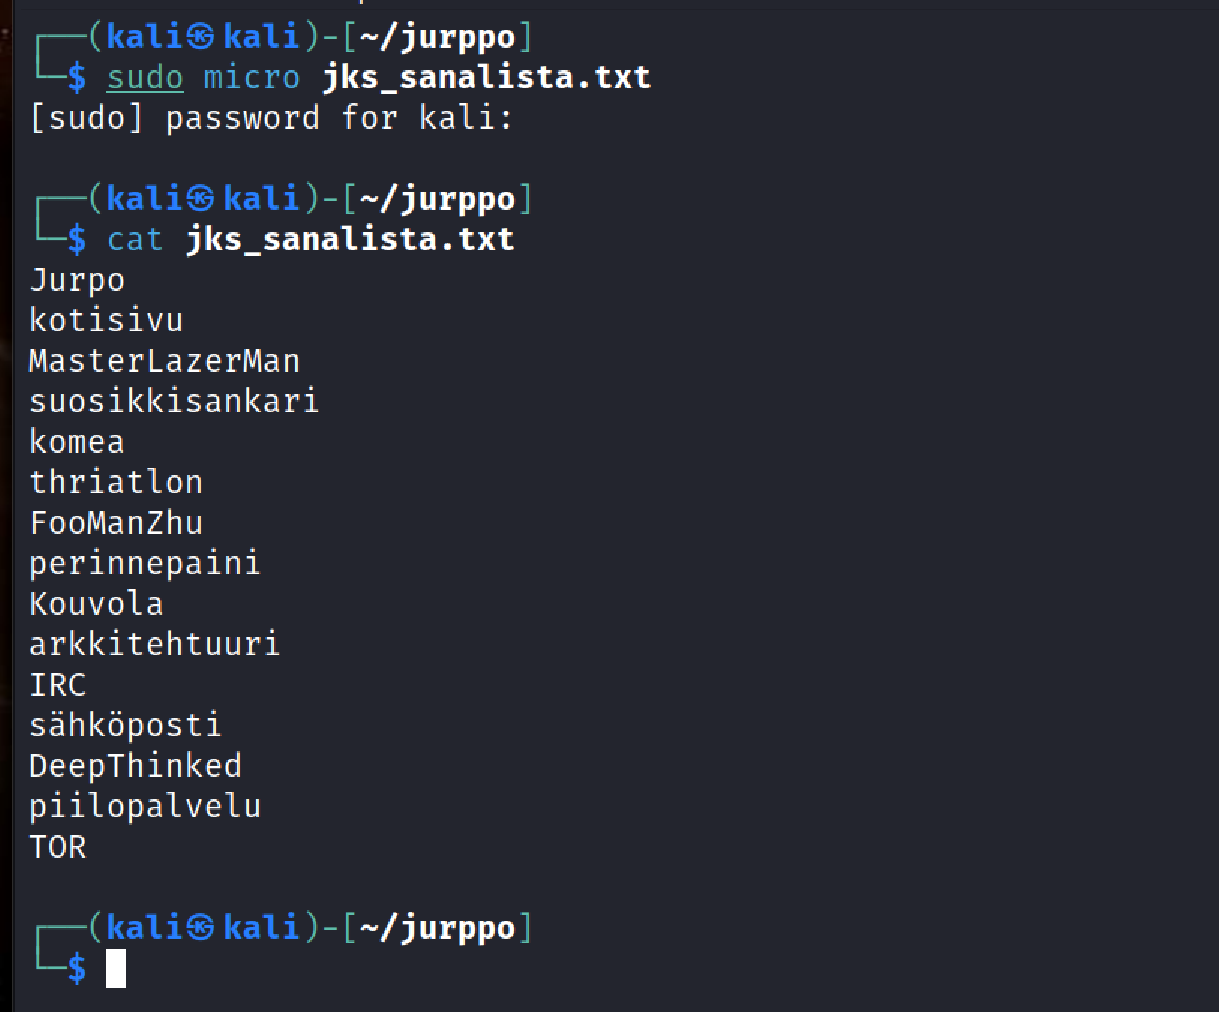 ┌──(kali㉿kali)-[~/jurppo]
└─$ sudo micro jks_sanalista.txt
[sudo] password for kali:
┌──(kali㉿kali)-[~/jurppo]
└─$ cat jks_sanalista.txt
Jurpo
kotisivu
MasterLazerMan
suosikkisankari
komea
thriatlon
FooManZhu
perinnepaini
Kouvola
arkkitehtuuri
IRC
sähköposti
DeepThinked
piilopalvelu
TOR
┌──(kali㉿kali)-[~/jurppo]
└─$